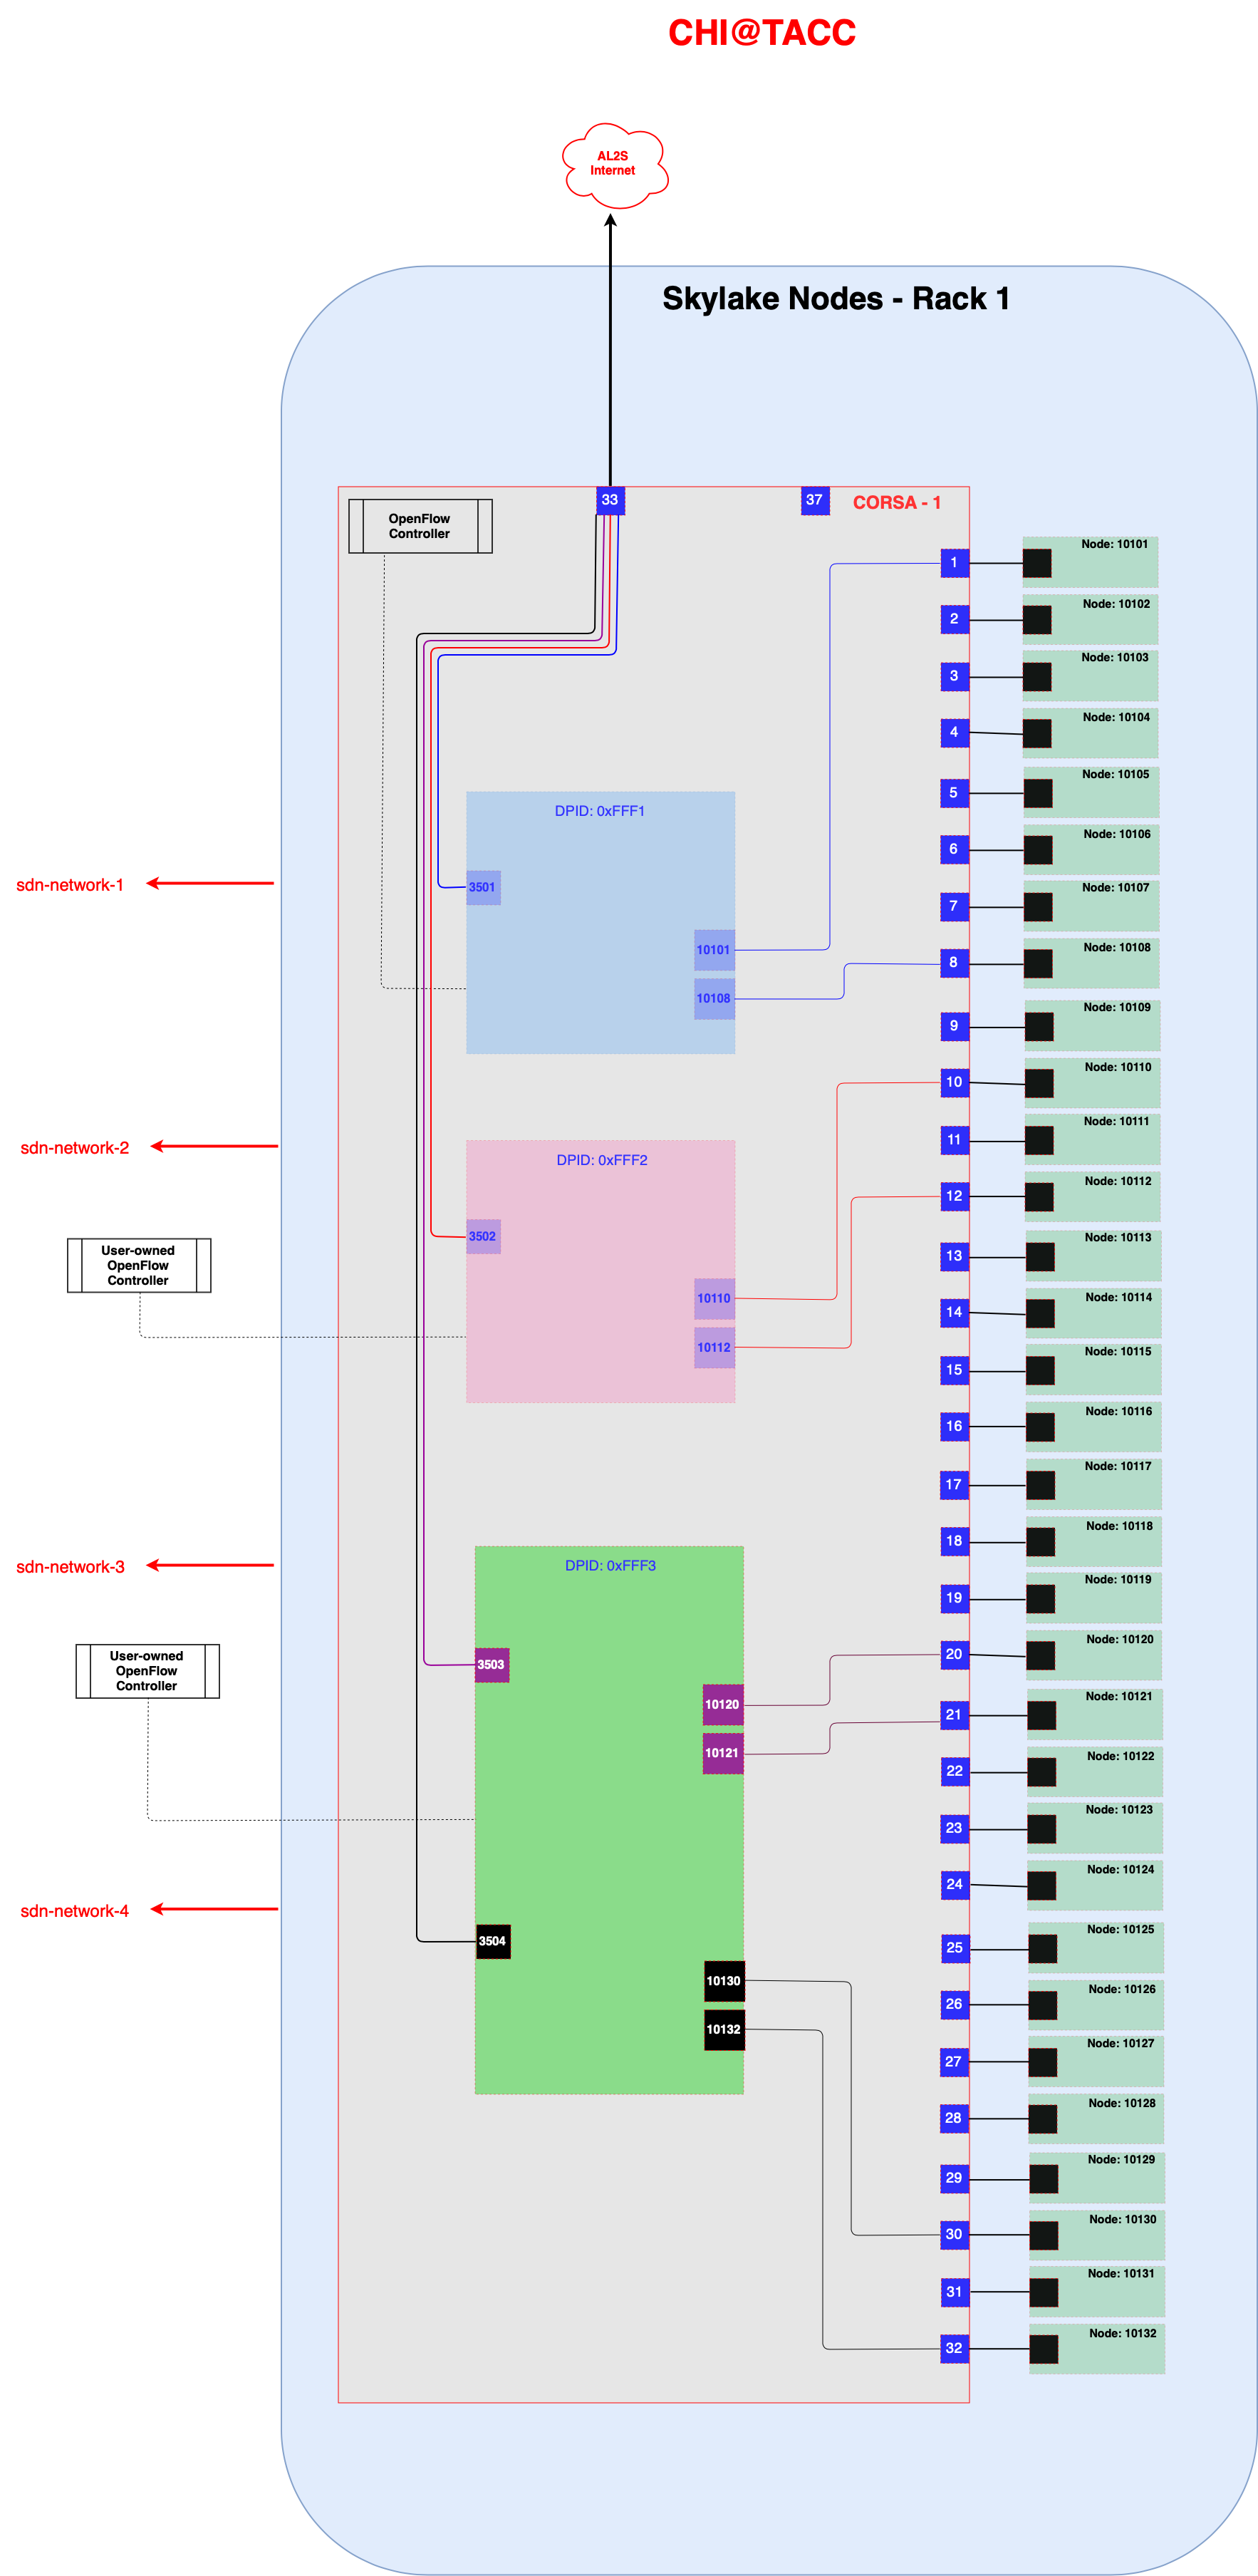 CHI@TACC
AL2S
Internet
Skylake Nodes - Rack 1
33
37
CORSA - 1
OpenFlow
Controller
1
Node: 10101
2
Node: 10102
3
Node: 10103
4
Node: 10104
5
Node: 10105
DPID: 0xFFF1
6
Node: 10106
sdn-network-1
3501
7
Node: 10107
10101
8
Node: 10108
10108
9
Node: 10109
10
Node: 10110
11
Node: 10111
sdn-network-2
DPID: 0xFFF2
12
Node: 10112
3502
User-owned
OpenFlow
Controller
13
Node: 10113
10110
14
Node: 10114
10112
15
Node: 10115
16
Node: 10116
17
Node: 10117
18
Node: 10118
sdn-network-3
DPID: 0xFFF3
19
Node: 10119
20
Node: 10120
User-owned
OpenFlow
Controller
3503
10120
21
Node: 10121
10121
22
Node: 10122
23
Node: 10123
24
Node: 10124
sdn-network-4
3504
25
Node: 10125
10130
26
Node: 10126
10132
27
Node: 10127
28
Node: 10128
29
Node: 10129
30
Node: 10130
31
Node: 10131
32
Node: 10132